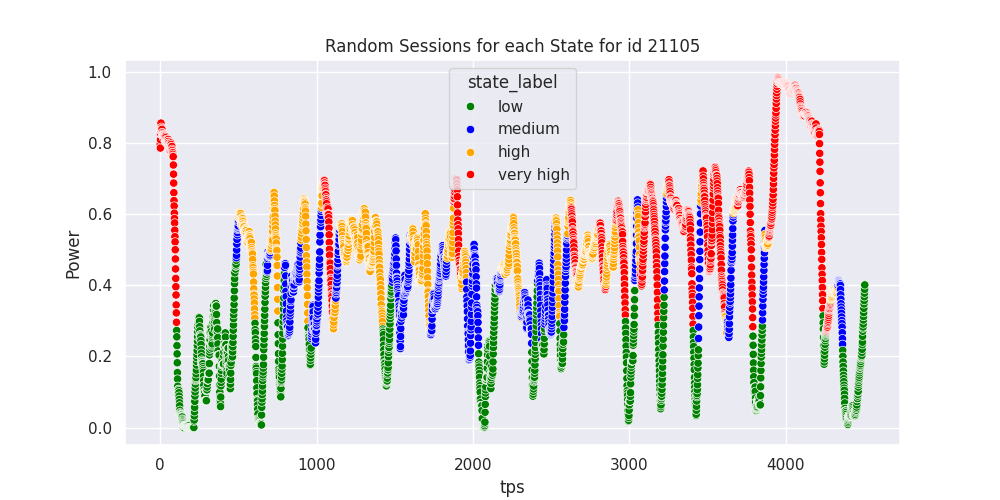 Random Sessions for each State for id 21105
state_label
low
medium
high
very high
Power
1.0
0.8
0.6
0.4
0.2
0.0
0
1000
2000
3000
4000
tps